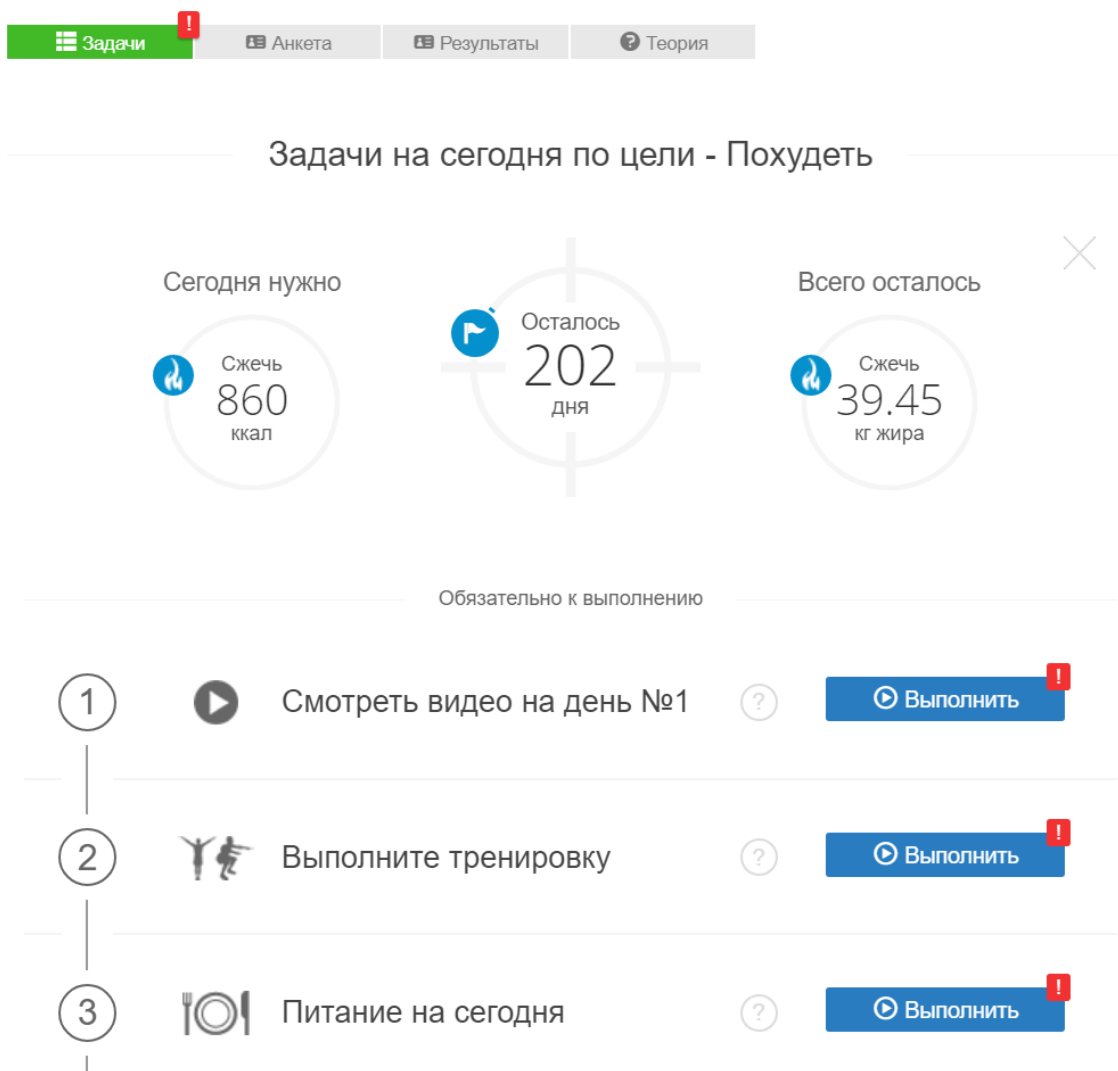 Задачи
!
Анкета
Результаты
Теория
Задачи на сегодня по цели - Похудеть
Сегодня нужно
Сжечь
860
ккал
Осталось
202
дня
Всего осталось
Сжечь
39.45
кг жира
Обязательно к выполнению
1
Смотреть видео на день №1
?
Выполнить
!
2
Выполните тренировку
?
Выполнить
!
3
Питание на сегодня
?
Выполнить
!